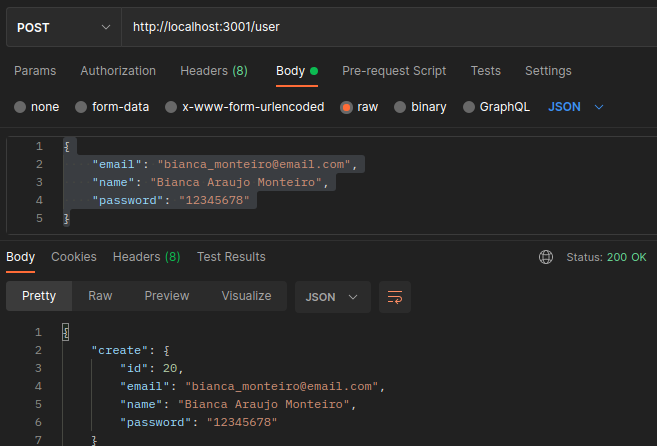 POST http://localhost:3001/user
Params Authorization Headers (8) Body Pre-request Script Tests Settings
none form-data x-www-form-urlencoded raw binary GraphQL JSON
1 {
2 "email": "bianca_monteiro@email.com",
3 "name": "Bianca Araujo Monteiro",
4 "password": "12345678"
5 }
Body Cookies Headers (8) Test Results Status: 200 OK
Pretty Raw Preview Visualize JSON
1 {
2 "create": {
3 "id": 20,
4 "email": "bianca_monteiro@email.com",
5 "name": "Bianca Araujo Monteiro",
6 "password": "12345678"
7 }